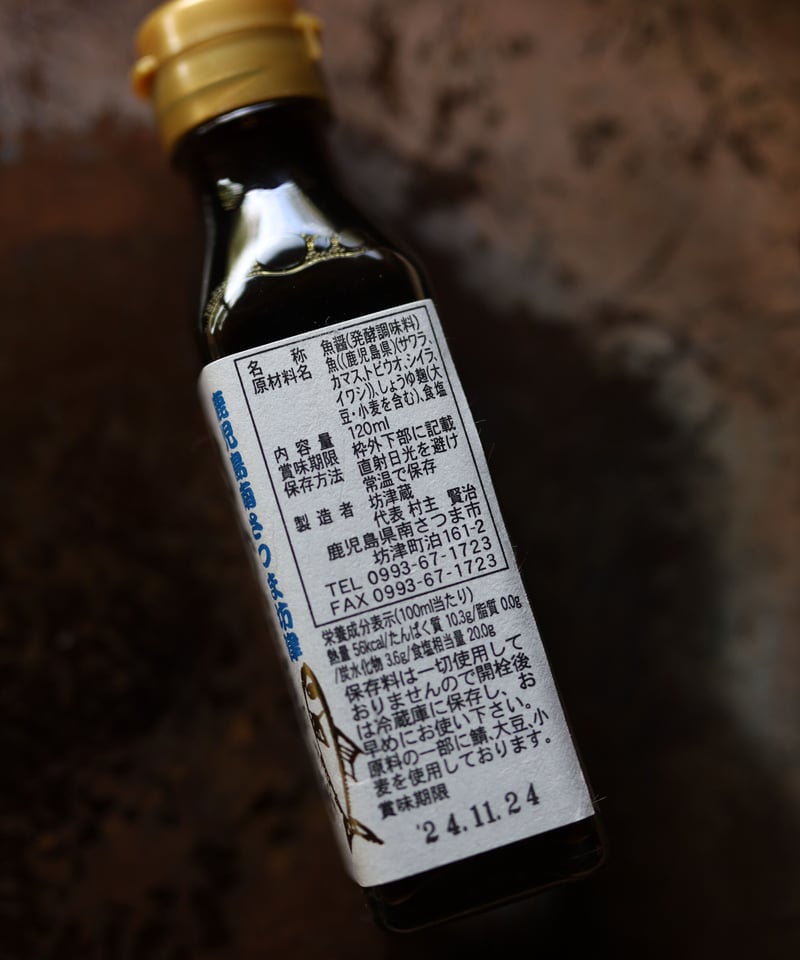 鹿児島南さつま坊津
名称 魚醤(発酵調味料)
原材料名 魚((鹿児島県)(サワラ、
カマス、トビウオ、シイラ、
イワシ))、しょうゆ麹(大
豆・小麦を含む)、食塩
内容量 120ml
賞味期限 枠外下部に記載
保存方法 直射日光を避け
常温で保存
製造者 坊津蔵
代表 村主 賢治
鹿児島県南さつま市
坊津町泊161-2
TEL 0993-67-1723
FAX 0993-67-1723
栄養成分表示(100ml当たり)
熱量 56kcal/たんぱく質 10.3g/脂質 0.0g
/炭水化物 3.6g/食塩相当量 20.0g
保存料は一切使用して
おりませんので開栓後
は冷蔵庫に保存し、お
早めにお使い下さい。
原料の一部に鯖、大豆、小
麦を使用しております。
賞味期限
'24.11.24